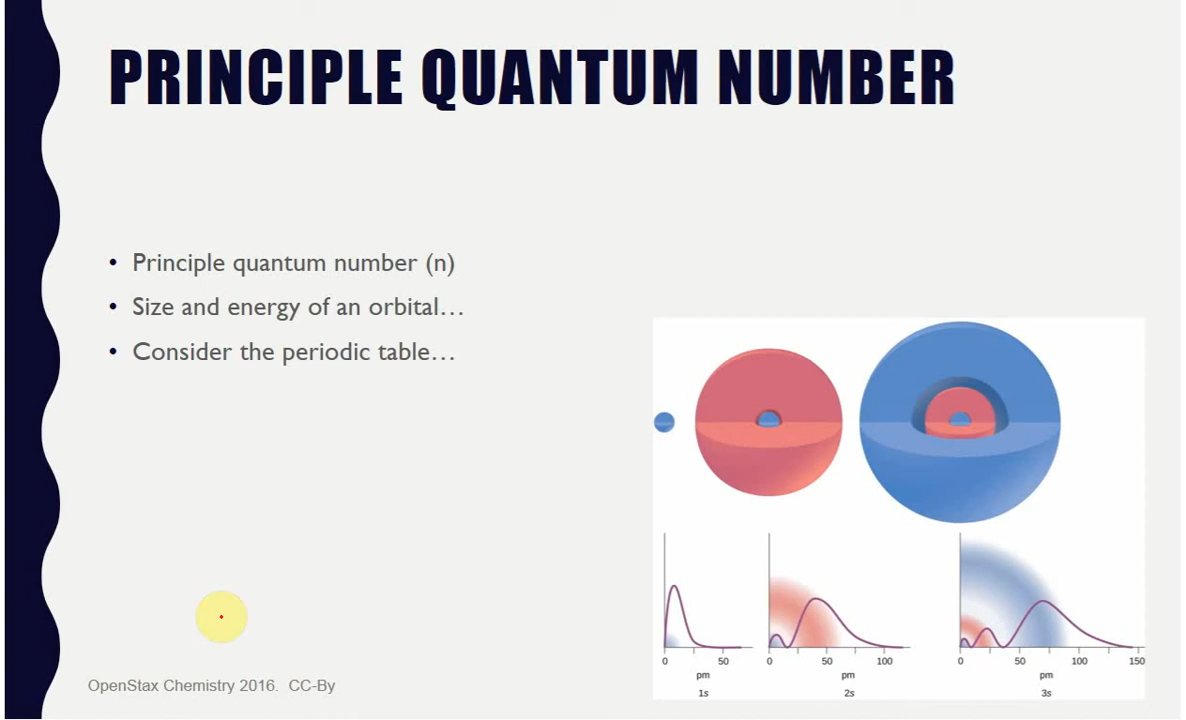 PRINCIPLE QUANTUM NUMBER
• Principle quantum number (n)
• Size and energy of an orbital…
• Consider the periodic table…
0 50
pm
1s
0 50 100
pm
2s
0 50 100 150
pm
3s
OpenStax Chemistry 2016. CC-By